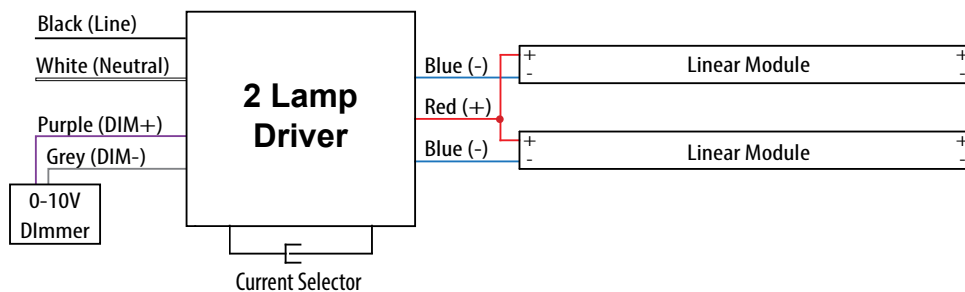 Black (Line)
White (Neutral)
Purple (DIM+)
Grey (DIM-)
0-10V
DImmer
2 Lamp
Driver
Current Selector
Blue (-)
Red (+)
Blue (-)
+ Linear Module +
- -
+ Linear Module +
- -